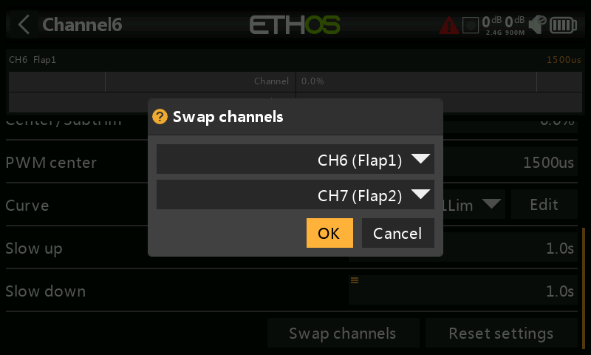 Channel6
ETHOS
0dB 0dB
2.4G 900M
CH6 Flap1
1500us
Channel 0.0%
Swap channels
Center/Subtrim
0.0%
CH6 (Flap1)
PWM center
1500us
CH7 (Flap2)
Curve
Edit
OK
Cancel
Slow up
1.0s
Slow down
1.0s
Swap channels
Reset settings